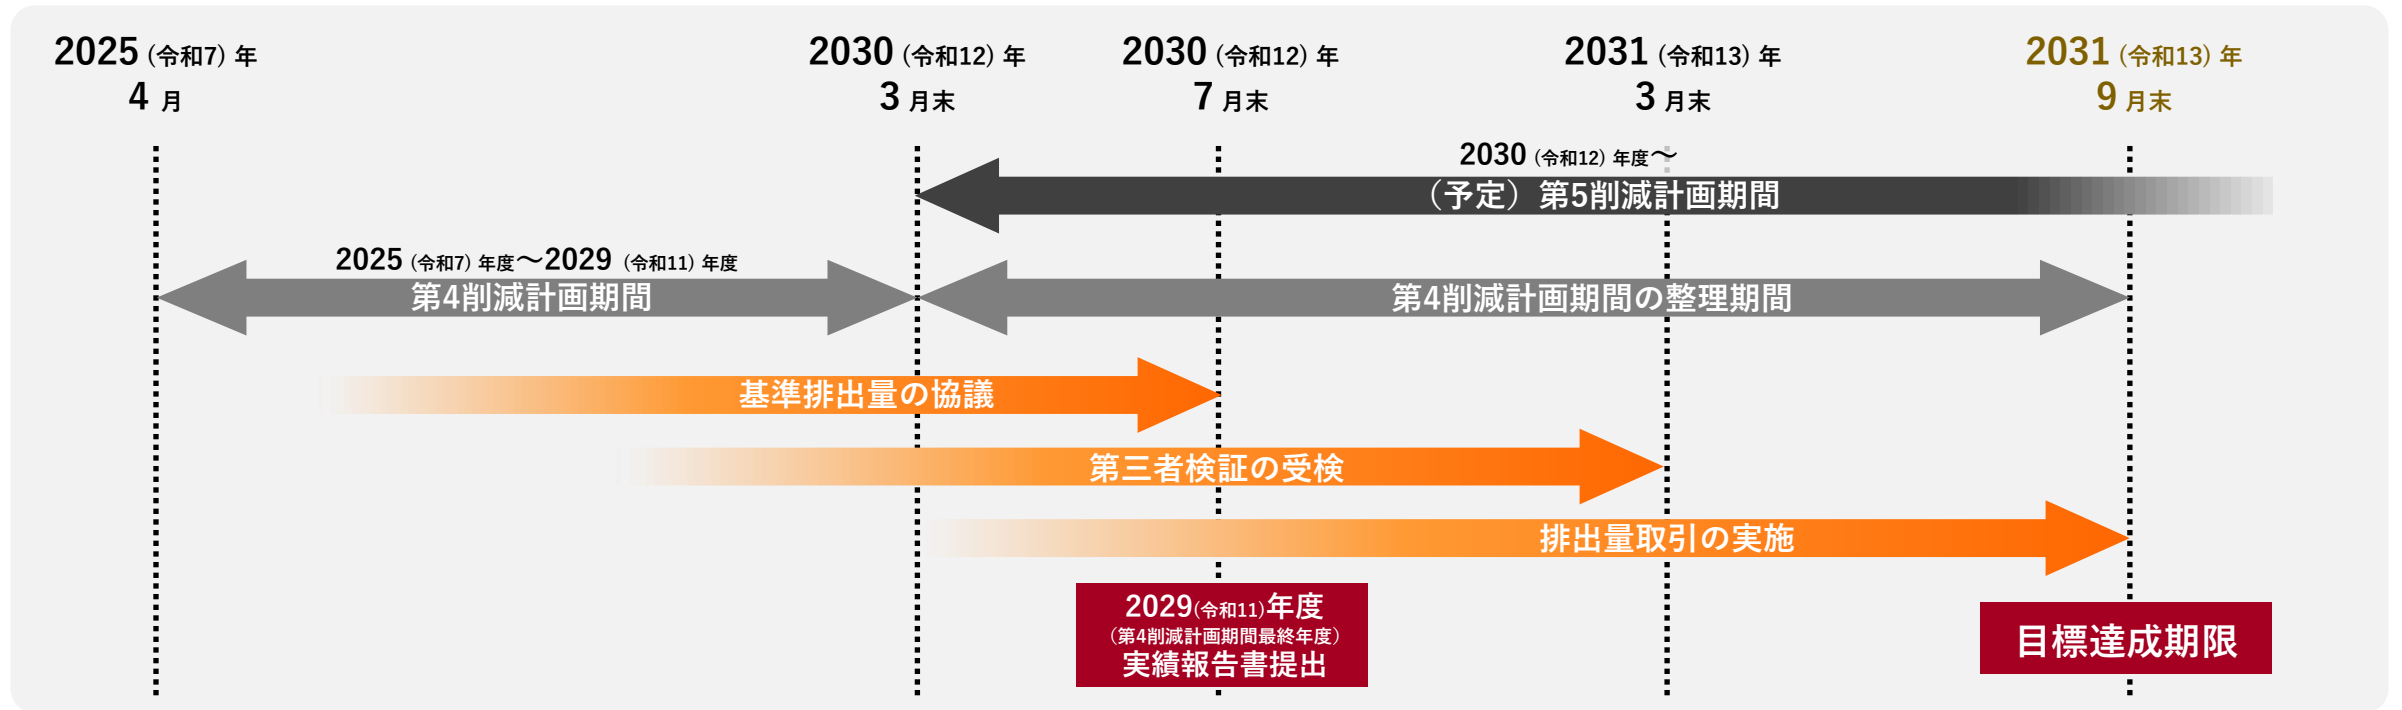 2025（令和7）年
4 月
2030（令和12）年
3 月末
2030（令和12）年
7 月末
2031（令和13）年
3 月末
2031（令和13）年
9 月末
2030（令和12）年度〜
（予定）第5削減計画期間
2025（令和7）年度〜2029（令和11）年度
第4削減計画期間
第4削減計画期間の整理期間
基準排出量の協議
第三者検証の受検
排出量取引の実施
2029(令和11)年度
（第4削減計画期間最終年度）
実績報告書提出
目標達成期限